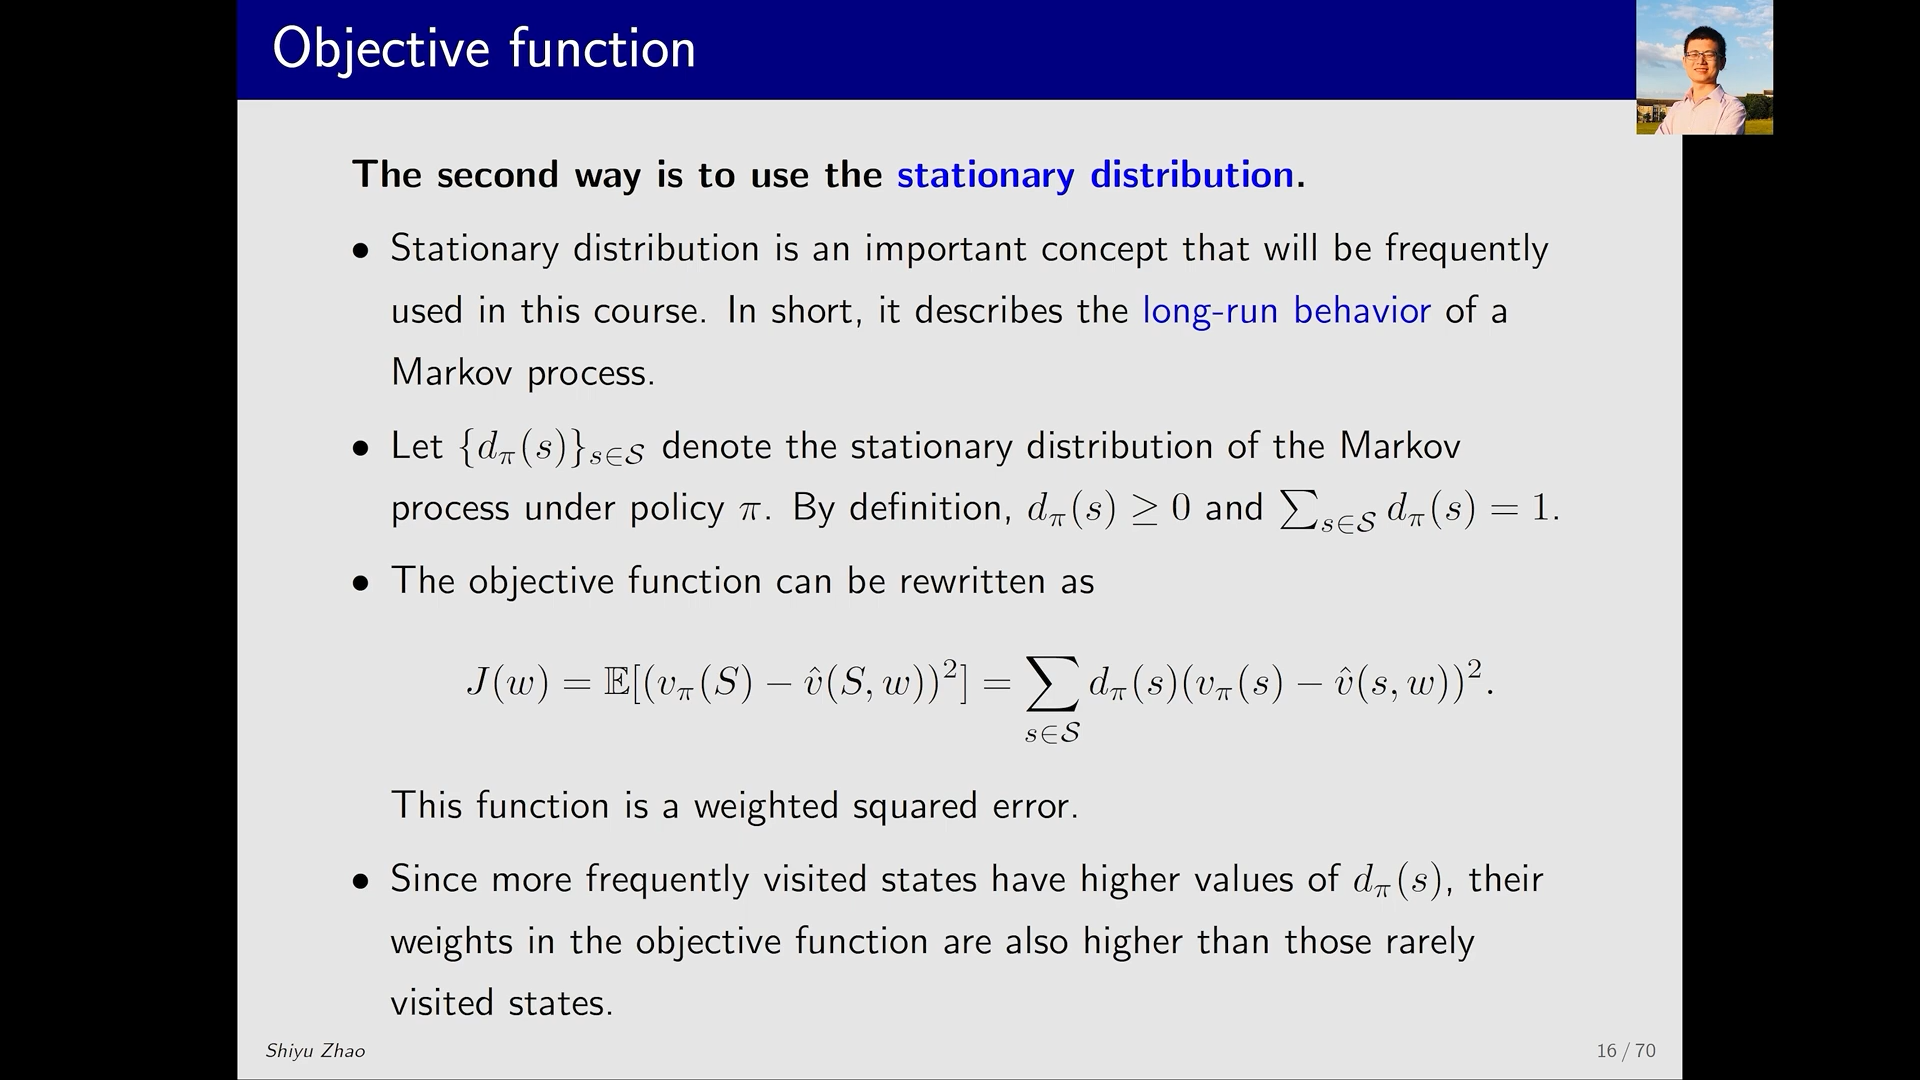 Objective function
The second way is to use the stationary distribution.
• Stationary distribution is an important concept that will be frequently
used in this course. In short, it describes the long-run behavior of a
Markov process.
• Let {d_π(s)}_{s∈𝒮} denote the stationary distribution of the Markov
process under policy π. By definition, d_π(s) ≥ 0 and ∑_{s∈𝒮} d_π(s) = 1.
• The objective function can be rewritten as
J(w) = 𝔼[(v_π(S) − v̂(S, w))²] = ∑_{s∈𝒮} d_π(s)(v_π(s) − v̂(s, w))².
This function is a weighted squared error.
• Since more frequently visited states have higher values of d_π(s), their
weights in the objective function are also higher than those rarely
visited states.
Shiyu Zhao
16 / 70